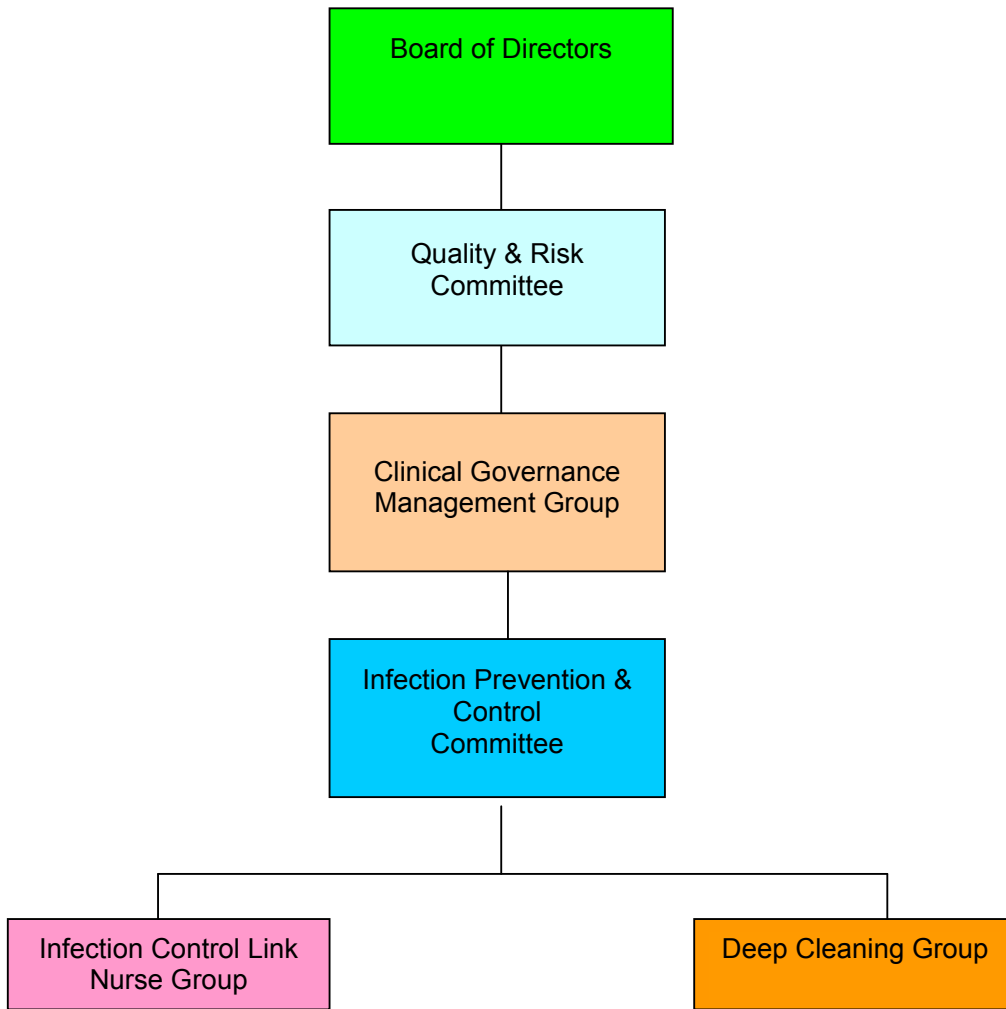 Board of Directors
Quality & Risk
Committee
Clinical Governance
Management Group
Infection Prevention &
Control
Committee
Infection Control Link
Nurse Group
Deep Cleaning Group